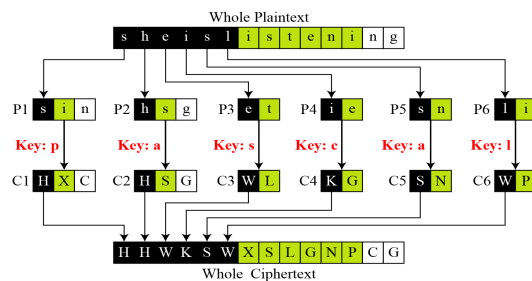 Whole Plaintext
s h e i s l i s t e n i n g
P1 s i n P2 h s g P3 e t P4 i e P5 s n P6 l i
Key: p Key: a Key: s Key: c Key: a Key: l
C1 H X C C2 H S G C3 W L C4 K G C5 S N C6 W P
H H W K S W X S L G N P C G
Whole Ciphertext